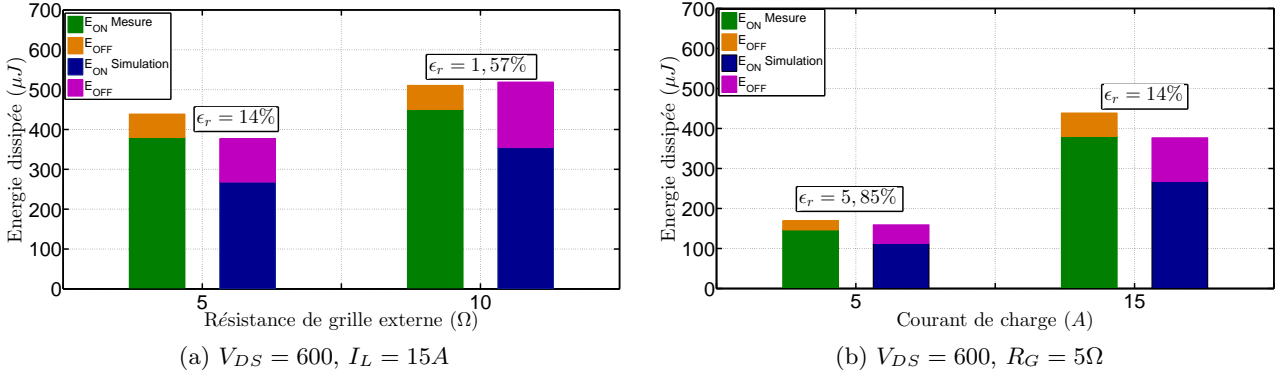 700
600
500
400
300
200
100
0
Energie dissipée (μJ)
E_ON Mesure
E_OFF
E_ON Simulation
E_OFF
ϵ_r = 14%
ϵ_r = 1,57%
5
10
Résistance de grille externe (Ω)
(a) V_DS = 600, I_L = 15A
700
600
500
400
300
200
100
0
Energie dissipée (μJ)
E_ON Mesure
E_OFF
E_ON Simulation
E_OFF
ϵ_r = 5,85%
ϵ_r = 14%
5
15
Courant de charge (A)
(b) V_DS = 600, R_G = 5Ω